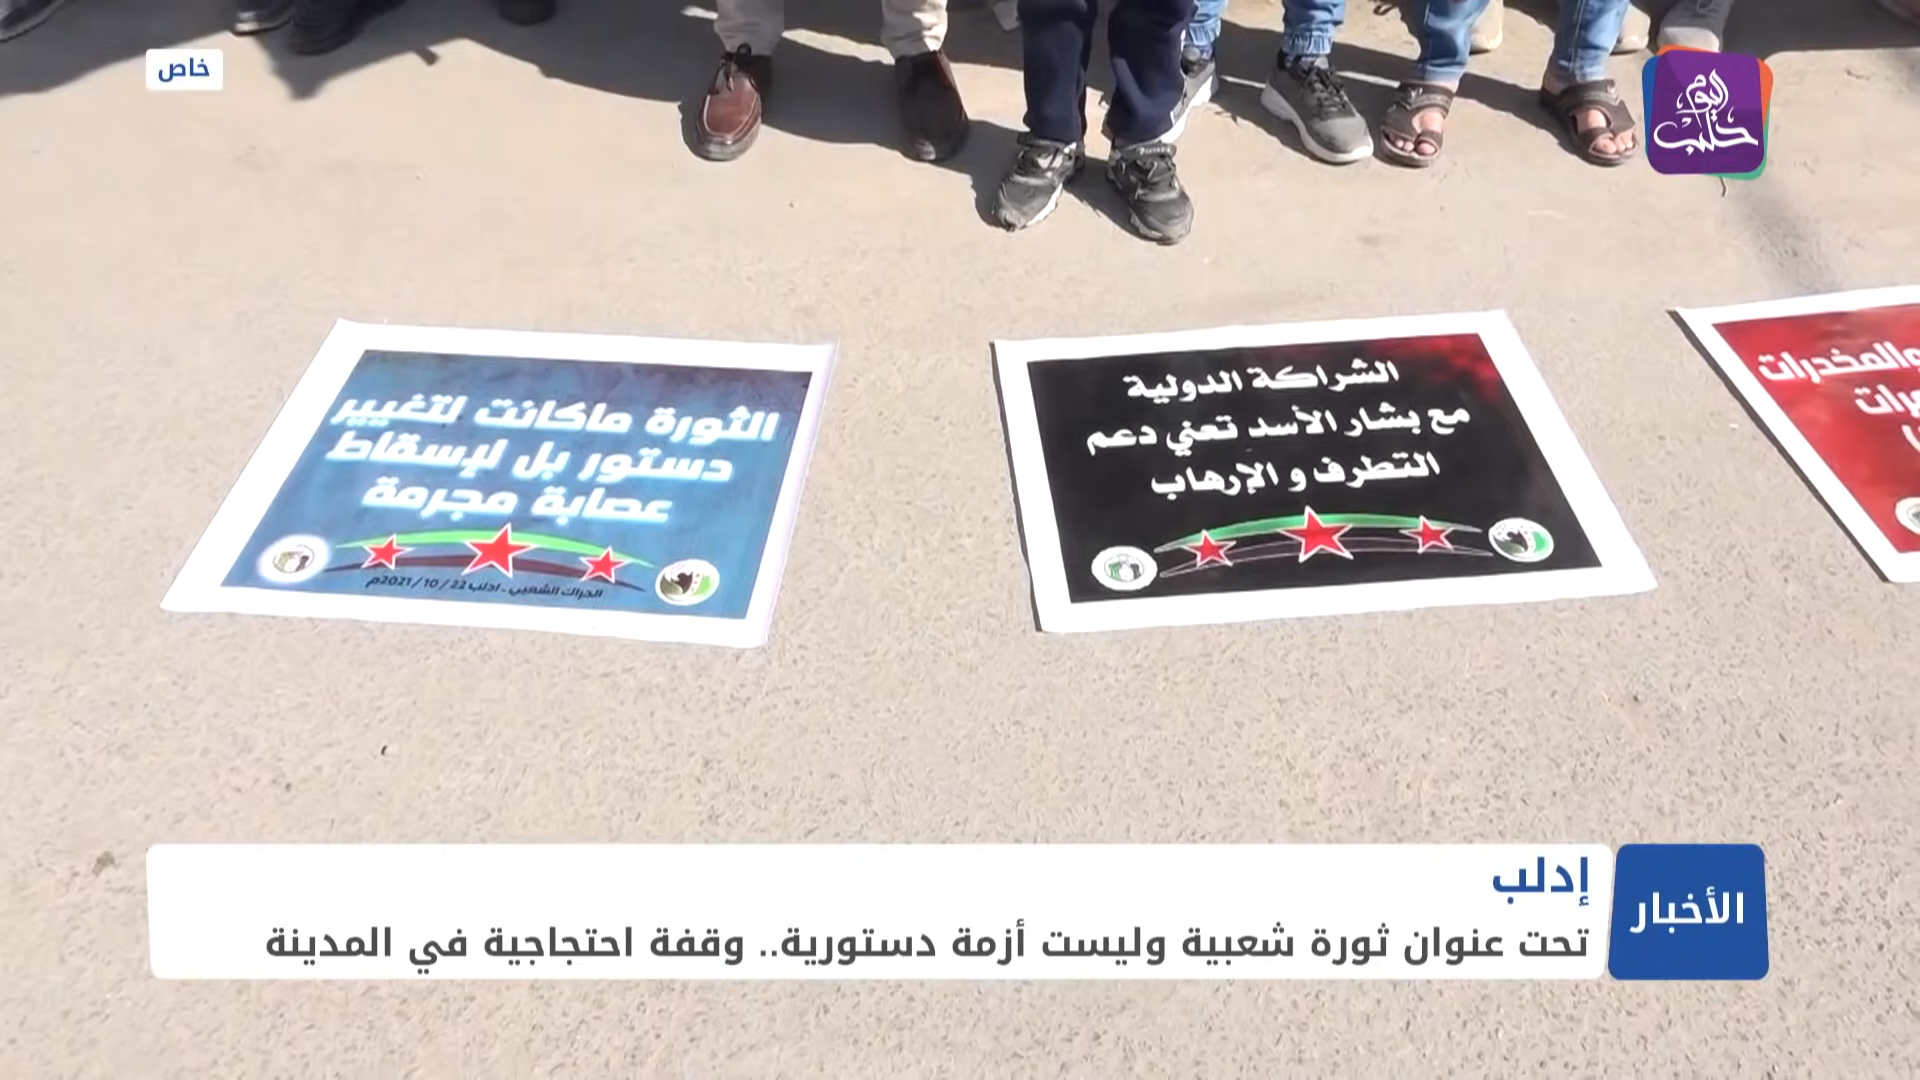 خاص
اليوم
حلب
الثورة ماكانت لتغيير
دستور بل لإسقاط
عصابة مجرمة
الحراك الشعبي - ادلب 22 / 10 / 2021م
الشراكة الدولية
مع بشار الأسد تعني دعم
التطرف و الإرهاب
والمخدرات
الأخبار
إدلب
تحت عنوان ثورة شعبية وليست أزمة دستورية.. وقفة احتجاجية في المدينة